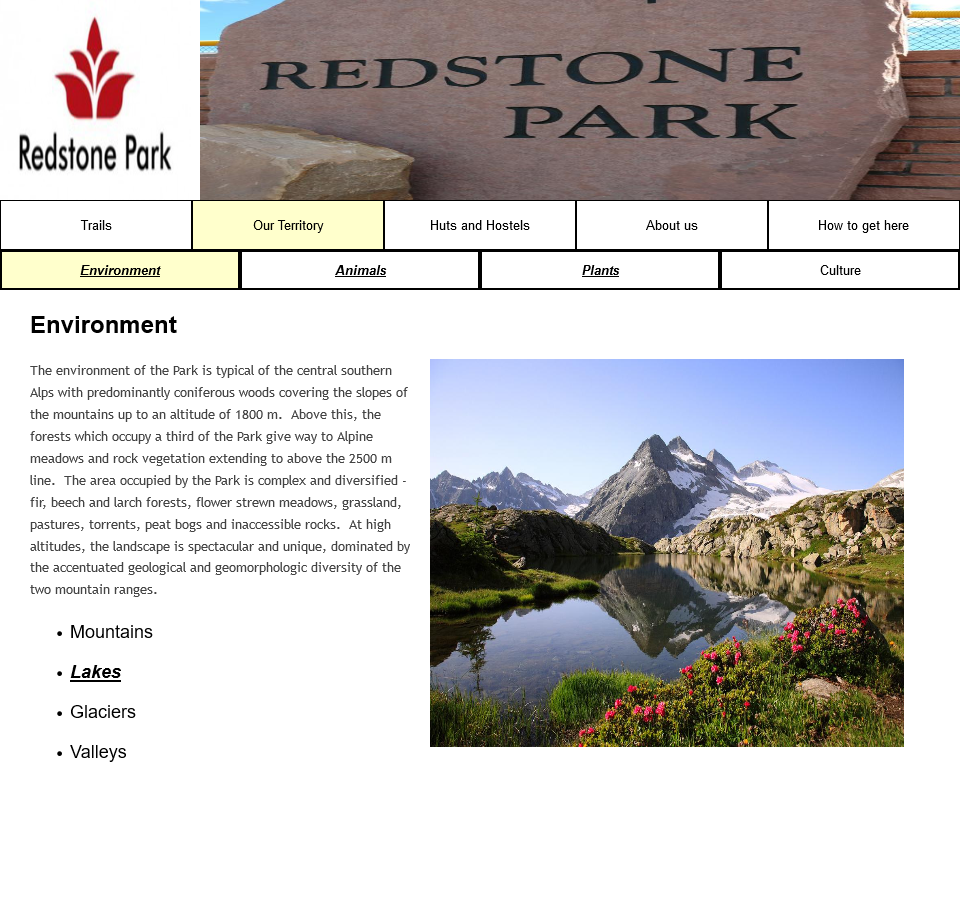 REDSTONE
PARK
Redstone Park
Trails
Our Territory
Huts and Hostels
About us
How to get here
Environment
Animals
Plants
Culture
Environment
The environment of the Park is typical of the central southern
Alps with predominantly coniferous woods covering the slopes of
the mountains up to an altitude of 1800 m.  Above this, the
forests which occupy a third of the Park give way to Alpine
meadows and rock vegetation extending to above the 2500 m
line.  The area occupied by the Park is complex and diversified -
fir, beech and larch forests, flower strewn meadows, grassland,
pastures, torrents, peat bogs and inaccessible rocks.  At high
altitudes, the landscape is spectacular and unique, dominated by
the accentuated geological and geomorphologic diversity of the
two mountain ranges.
• Mountains
• Lakes
• Glaciers
• Valleys